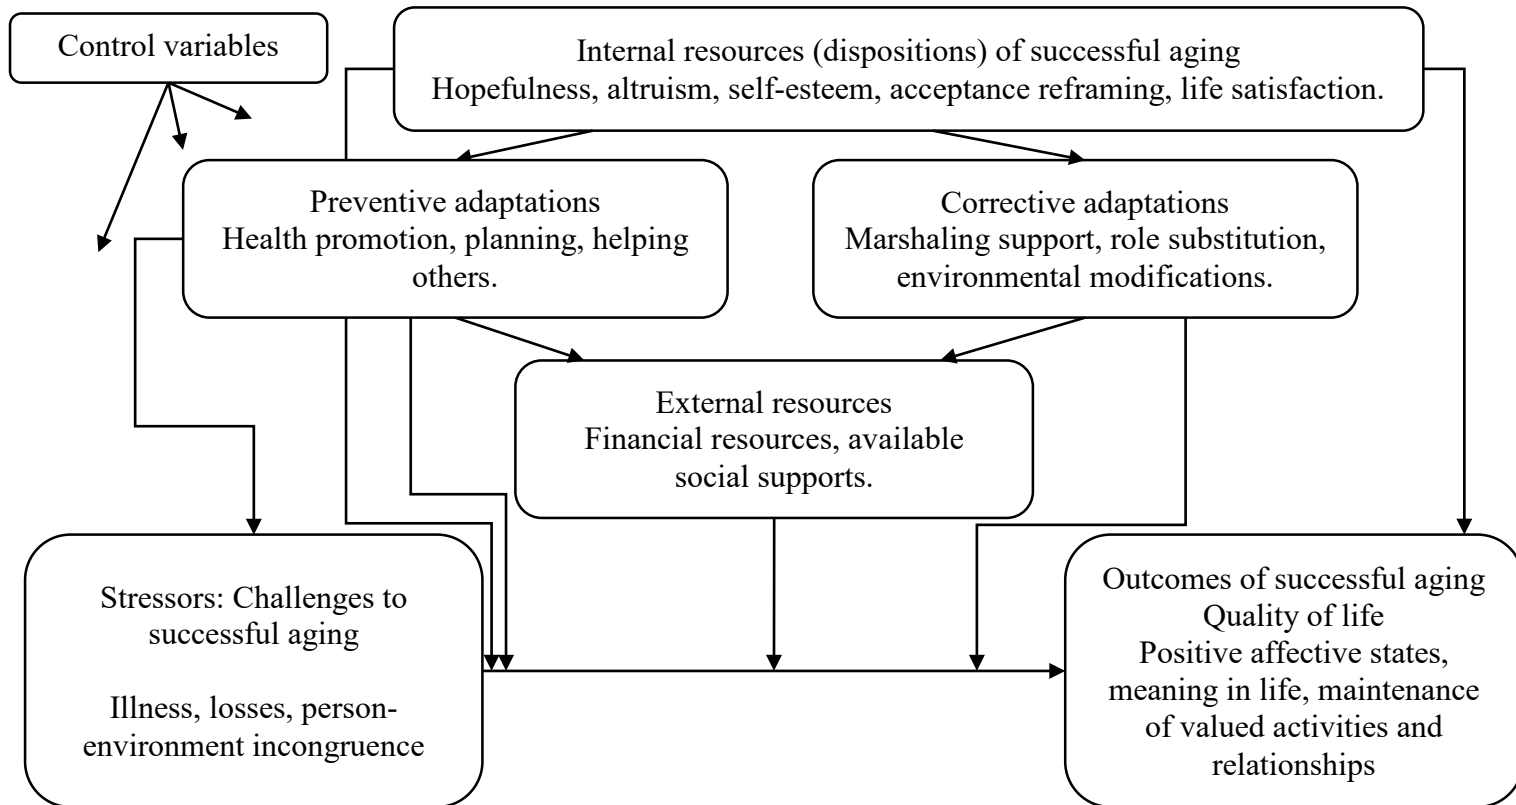 Control variables
Internal resources (dispositions) of successful aging
Hopefulness, altruism, self-esteem, acceptance reframing, life satisfaction.
Preventive adaptations
Health promotion, planning, helping
others.
Corrective adaptations
Marshaling support, role substitution,
environmental modifications.
External resources
Financial resources, available
social supports.
Stressors: Challenges to
successful aging
Illness, losses, person-
environment incongruence
Outcomes of successful aging
Quality of life
Positive affective states,
meaning in life, maintenance
of valued activities and
relationships